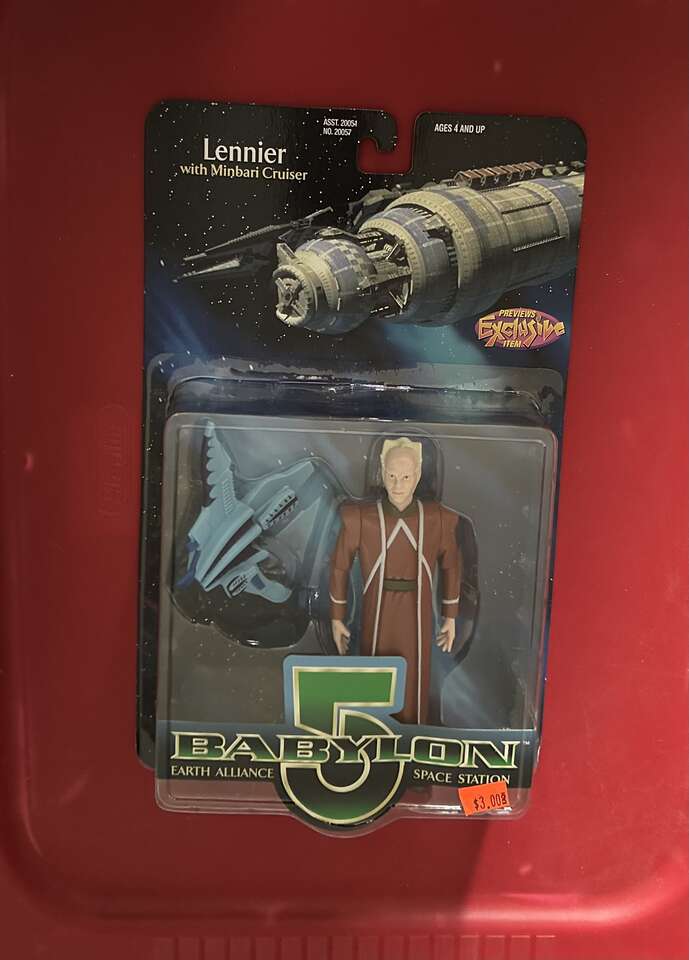 ASST. 20054
NO. 20057
AGES 4 AND UP
Lennier
with Minbari Cruiser
PREVIEWS
Exclusive
ITEM
BABYLON™
5
EARTH ALLIANCE SPACE STATION
$3.00